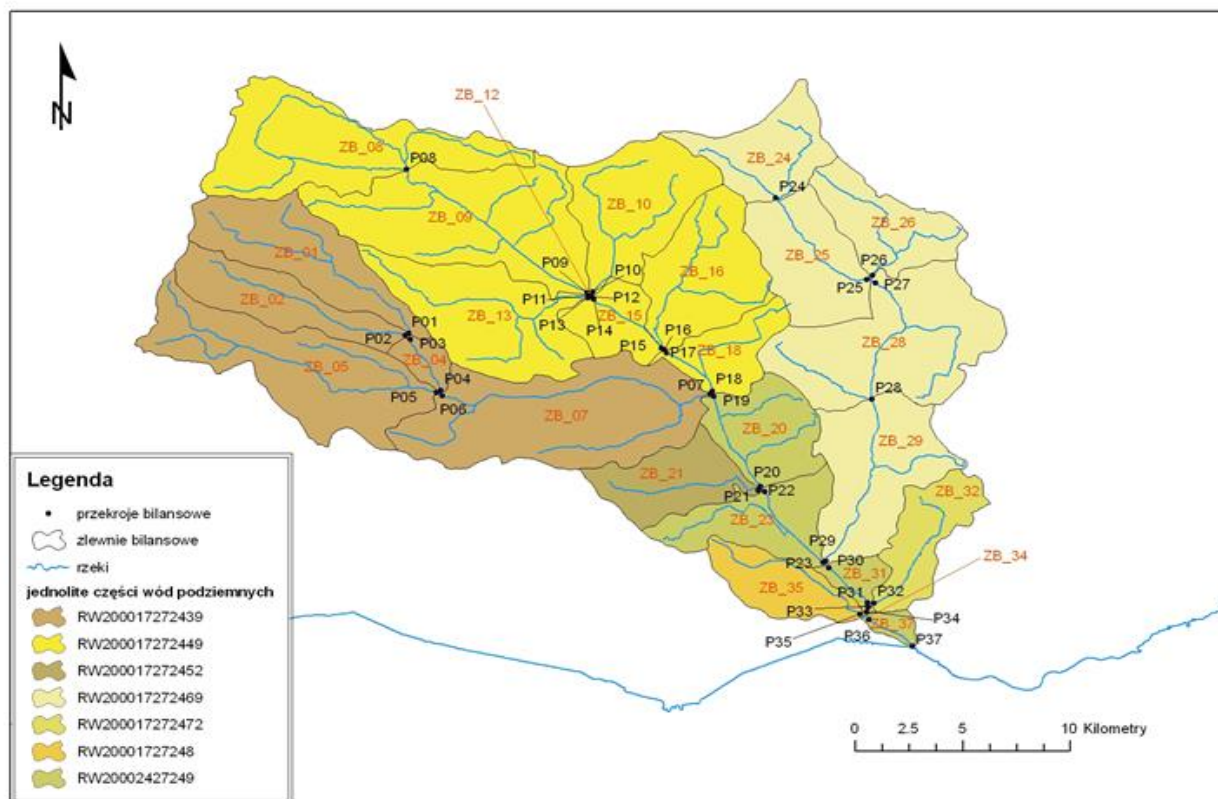 N
ZB_12
ZB_08
P08
ZB_24
P24
ZB_09
ZB_10
ZB_26
ZB_01
ZB_25
P26
P09
P10
ZB_16
P25
P27
ZB_02
P11
P12
ZB_13
P13
P14
ZB_15
P01
P02
P03
P15
P16
P17
ZB_18
ZB_28
ZB_05
ZB_04
P04
P05
P06
P07
P18
P19
P28
ZB_07
ZB_20
ZB_29
ZB_21
P20
P21
P22
ZB_32
ZB_23
P29
P23
P30
ZB_34
ZB_35
ZB_31
P31
P32
P33
P34
P35
P36
ZB_37
P37
Legenda
przekroje bilansowe
zlewnie bilansowe
rzeki
jednolite części wód podziemnych
RW200017272439
RW200017272449
RW200017272452
RW200017272469
RW200017272472
RW20001727248
RW20002427249
0 2.5 5 10 Kilometry